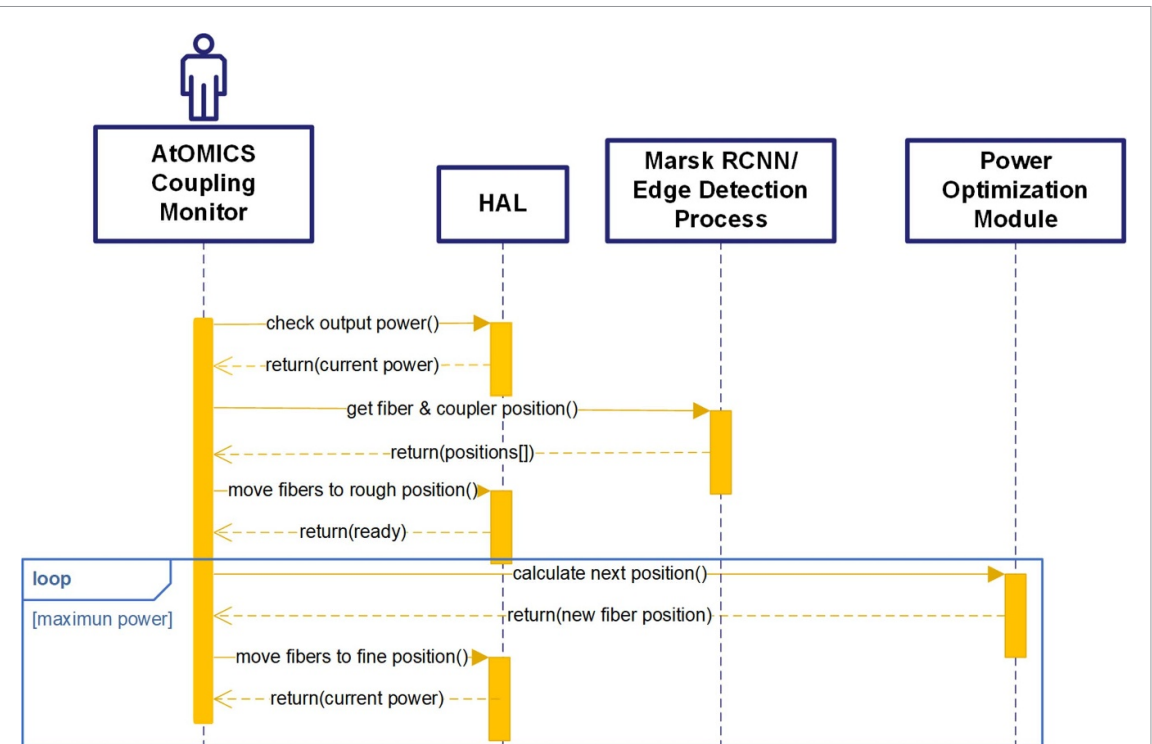 AtOMICS
Coupling
Monitor
HAL
Marsk RCNN/
Edge Detection
Process
Power
Optimization
Module
check output power()
return(current power)
get fiber & coupler position()
return(positions[])
move fibers to rough position()
return(ready)
loop
calculate next position()
[maximun power]
return(new fiber position)
move fibers to fine position()
return(current power)